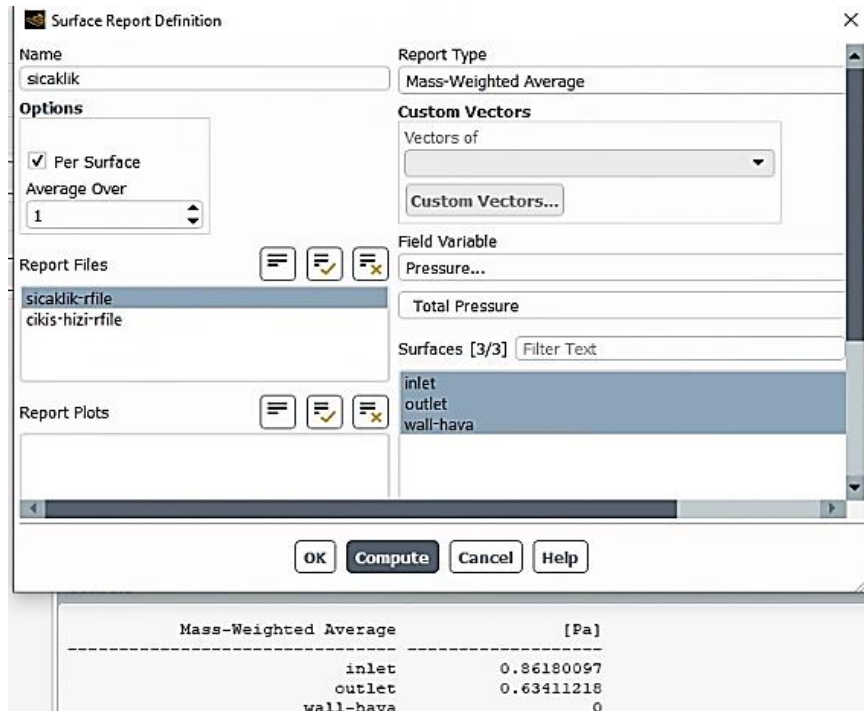 Surface Report Definition
Name
sicaklik
Options
Per Surface
Average Over
1
Report Files
sicaklik-rfile
cikis-hizi-rfile
Report Plots
Report Type
Mass-Weighted Average
Custom Vectors
Vectors of
Custom Vectors...
Field Variable
Pressure...
Total Pressure
Surfaces [3/3] Filter Text
inlet
outlet
wall-hava
OK Compute Cancel Help
Mass-Weighted Average [Pa]
-------------------------------- --------------------
inlet 0.86180097
outlet 0.63411218
wall-hava 0